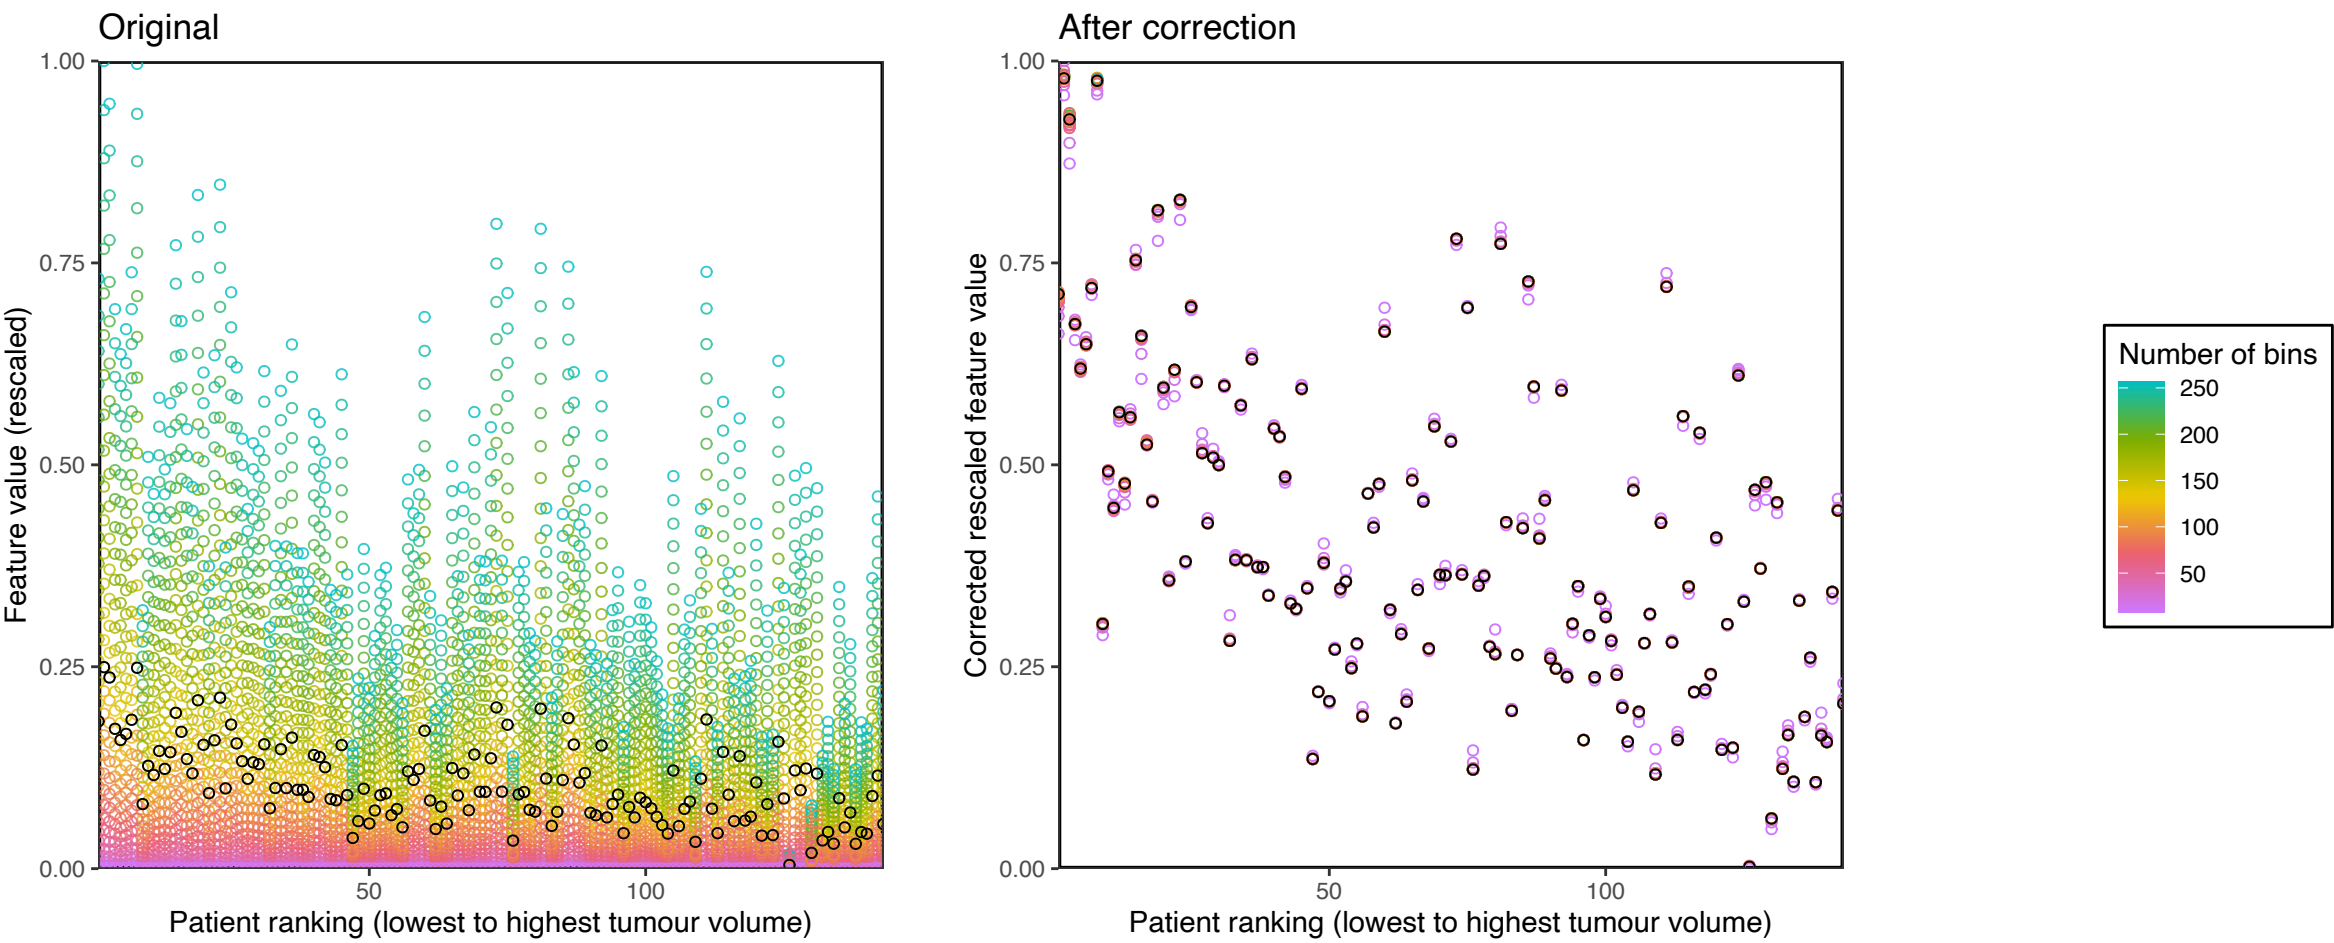 Original
After correction
1.00
0.75
0.50
0.25
0.00
Feature value (rescaled)
50
100
Patient ranking (lowest to highest tumour volume)
1.00
0.75
0.50
0.25
0.00
Corrected rescaled feature value
50
100
Patient ranking (lowest to highest tumour volume)
Number of bins
250
200
150
100
50